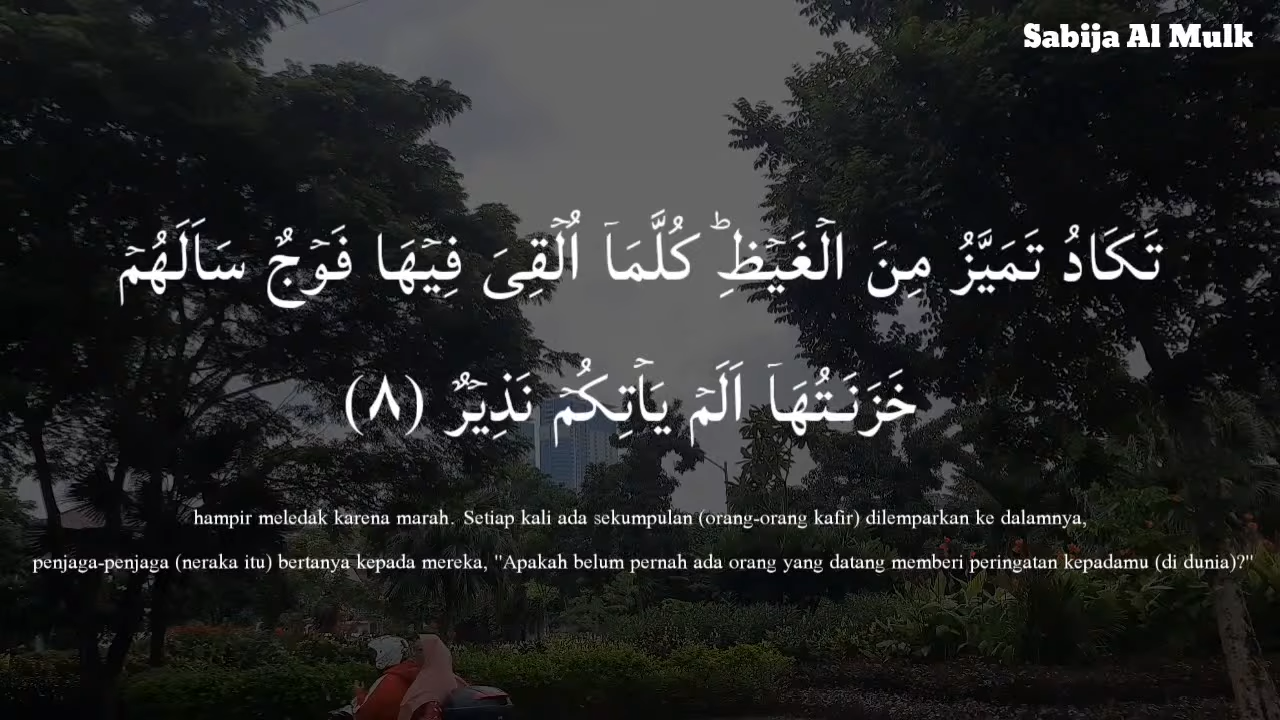 Sabija Al Mulk
تَكَادُ تَمَيَّزُ مِنَ الْغَيْظِۗ كُلَّمَآ اُلْقِيَ فِيْهَا فَوْجٌ سَاَلَهُمْ
خَزَنَتُهَآ اَلَمْ يَأْتِكُمْ نَذِيْرٌ (٨)
hampir meledak karena marah. Setiap kali ada sekumpulan (orang-orang kafir) dilemparkan ke dalamnya,
penjaga-penjaga (neraka itu) bertanya kepada mereka, "Apakah belum pernah ada orang yang datang memberi peringatan kepadamu (di dunia)?"